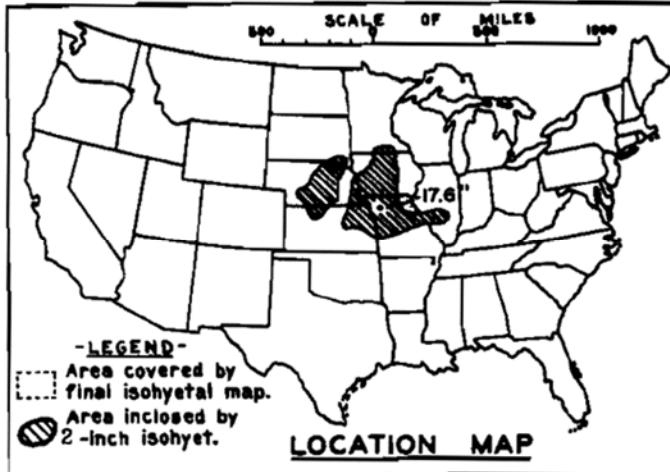 SCALE OF MILES
500 0 500 1000
17.6"
-LEGEND-
Area covered by
final isohyetal map.
Area inclosed by
2-inch isohyet.
LOCATION MAP